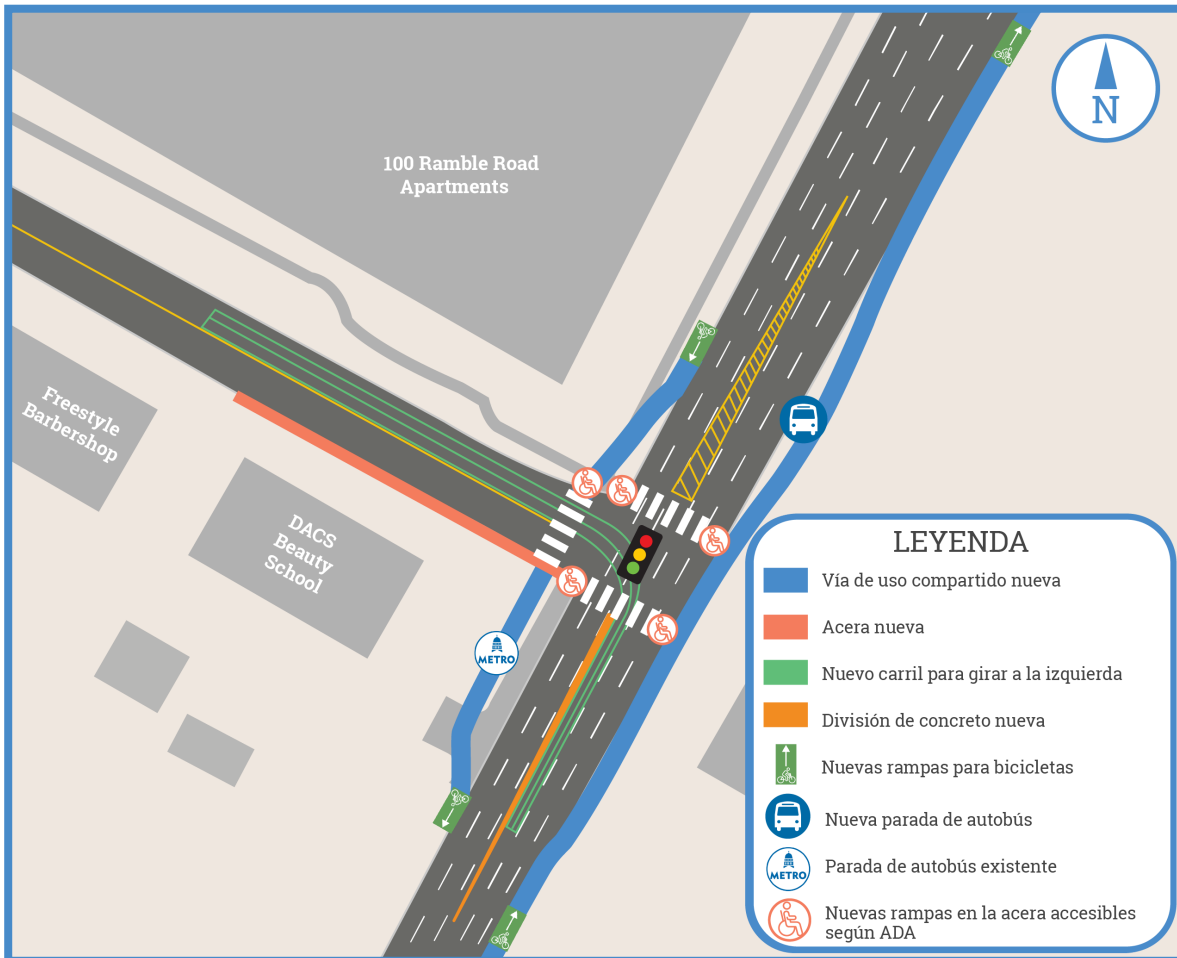 N
100 Ramble Road
Apartments
Freestyle
Barbershop
DACS
Beauty
School
METRO
LEYENDA
Vía de uso compartido nueva
Acera nueva
Nuevo carril para girar a la izquierda
División de concreto nueva
Nuevas rampas para bicicletas
Nueva parada de autobús
METRO
Parada de autobús existente
Nuevas rampas en la acera accesibles
según ADA